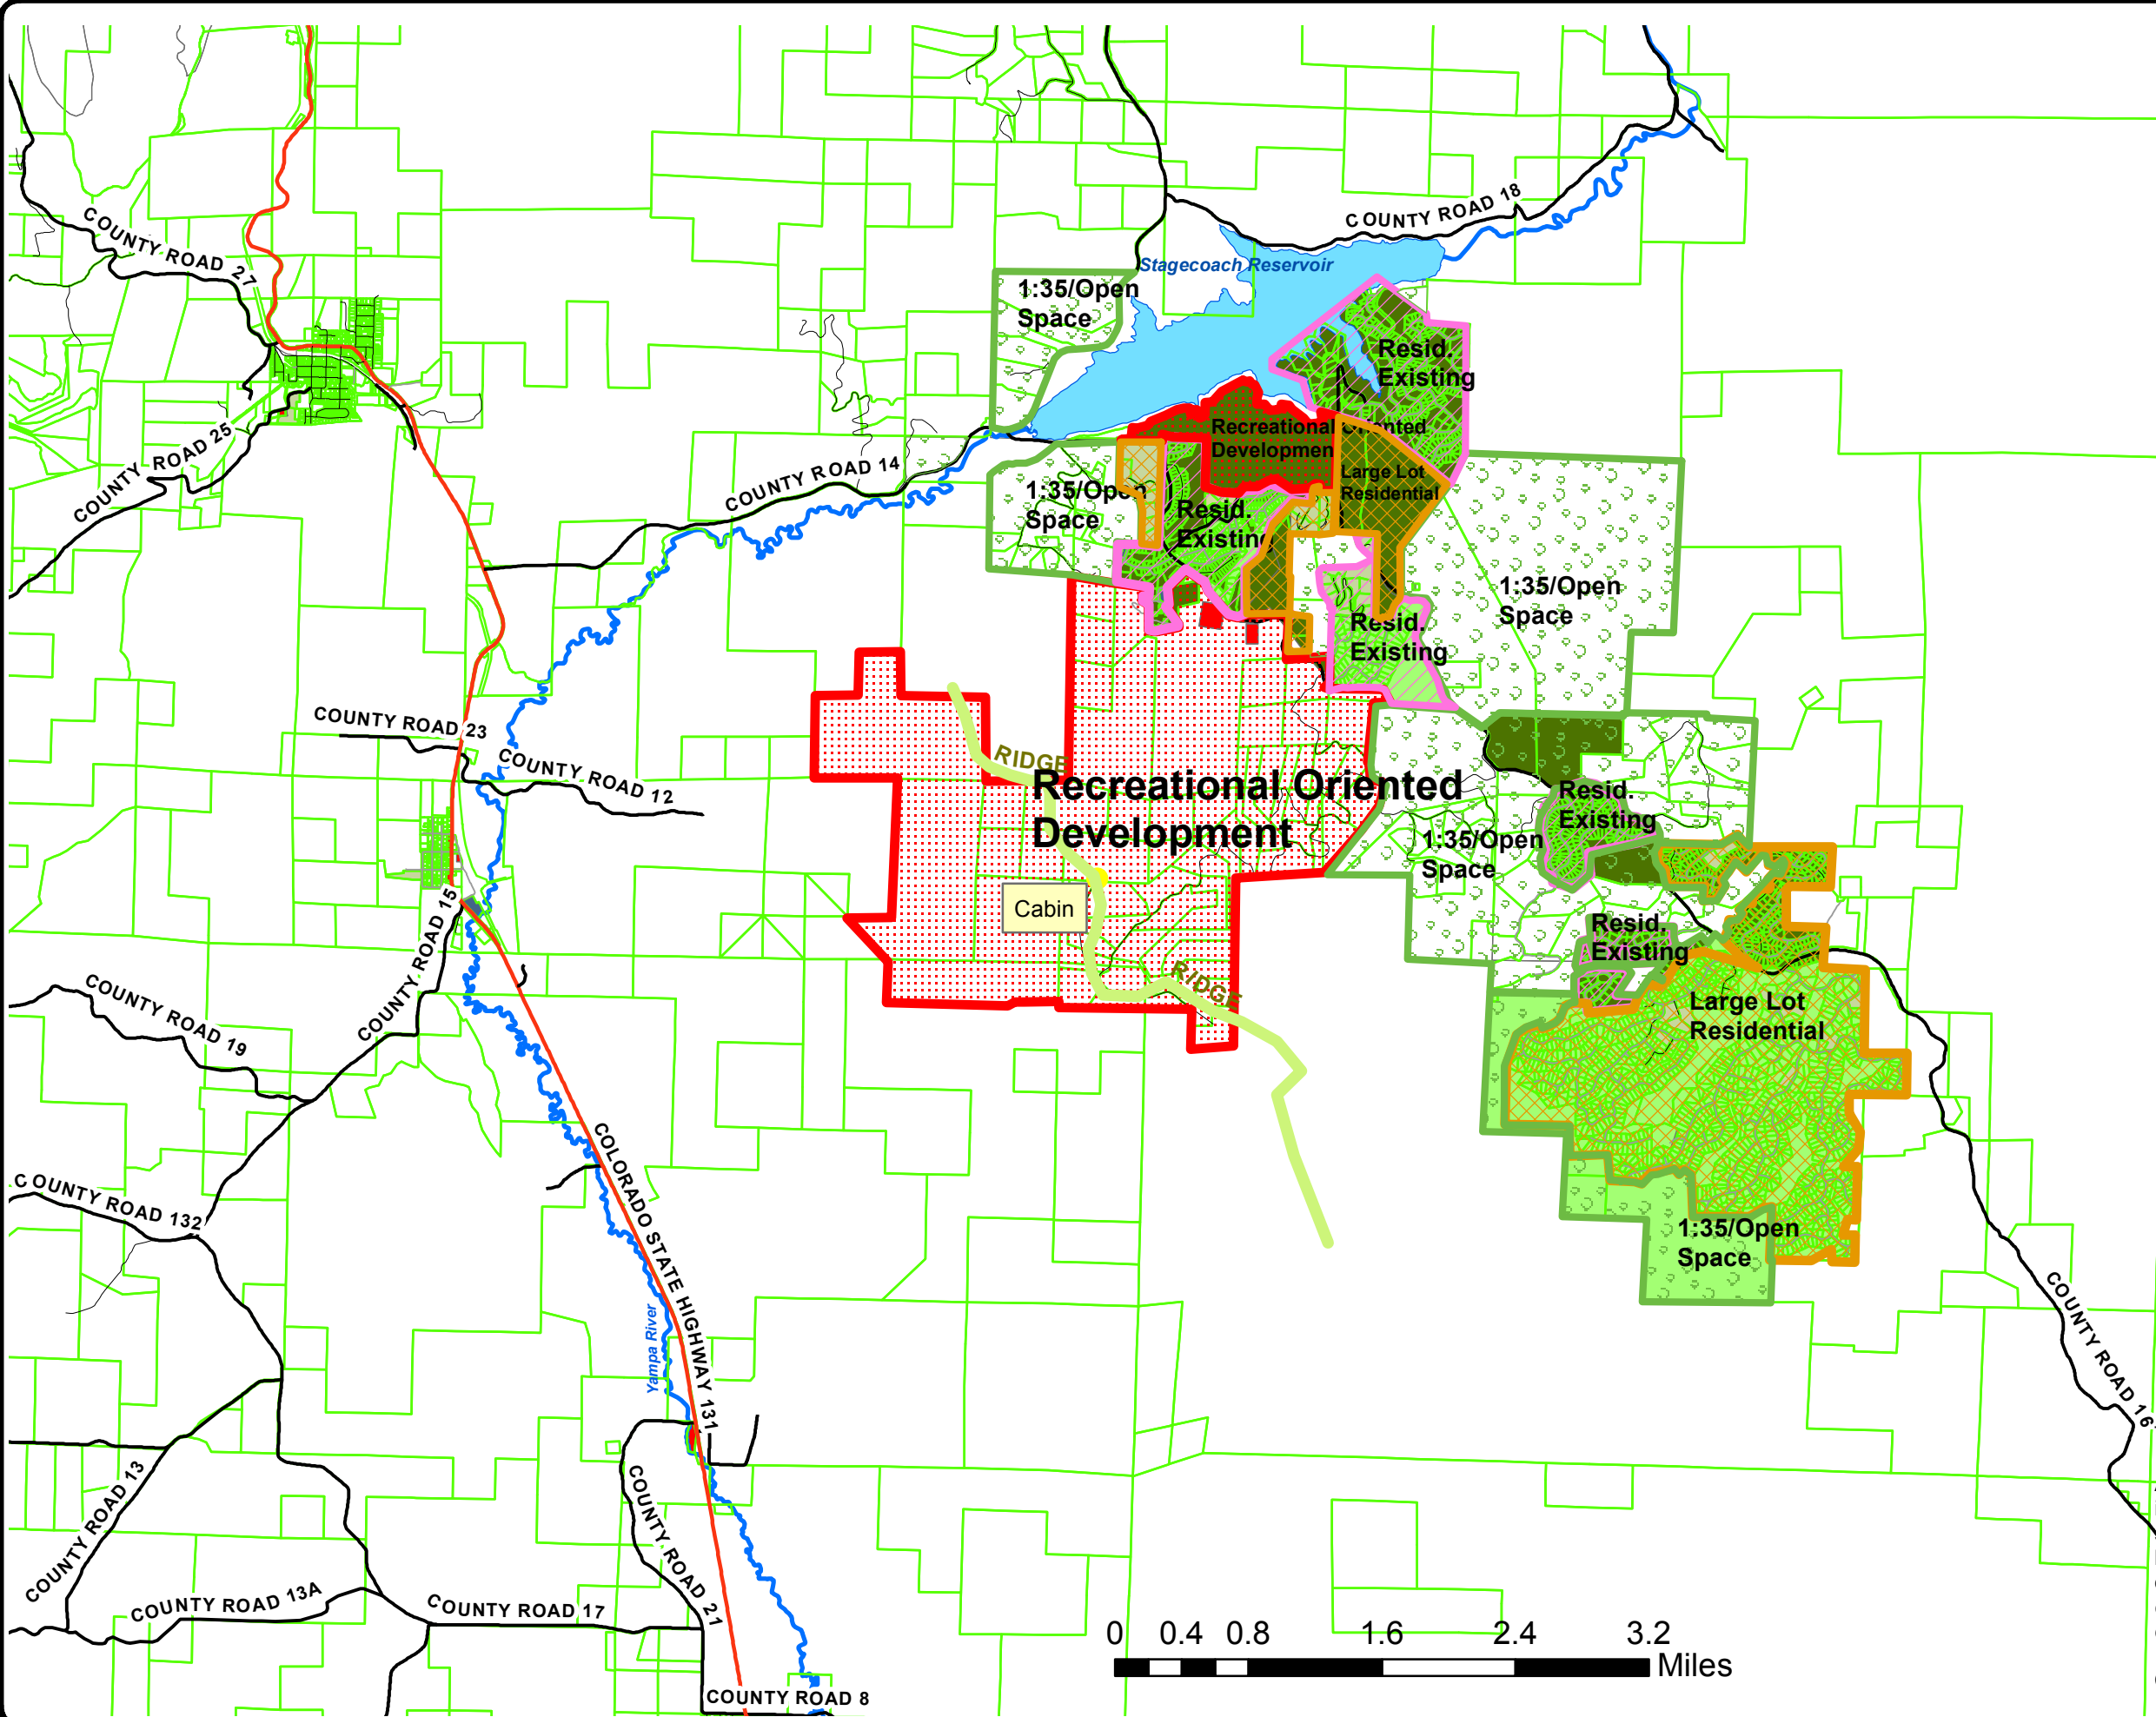 COUNTY ROAD 18
COUNTY ROAD 27
Stagecoach Reservoir
1:35/Open
Space
Resid.
Existing
Recreational Oriented
Developmen
Large Lot
Residential
COUNTY ROAD 25
COUNTY ROAD 14
1:35/Open
Space
Resid.
Existing
1:35/Open
Space
Resid.
Existing
COUNTY ROAD 23
COUNTY ROAD 12
RIDGE
Recreational Oriented
Development
Resid.
Existing
1:35/Open
Space
Cabin
COUNTY ROAD 15
Resid.
Existing
RIDGE
COUNTY ROAD 19
Large Lot
Residential
COUNTY ROAD 132
COLORADO STATE HIGHWAY 131
1:35/Open
Space
Yampa River
COUNTY ROAD 16
COUNTY ROAD 13
COUNTY ROAD 21
COUNTY ROAD 13A
COUNTY ROAD 17
0 0.4 0.8 1.6 2.4 3.2
Miles
COUNTY ROAD 8